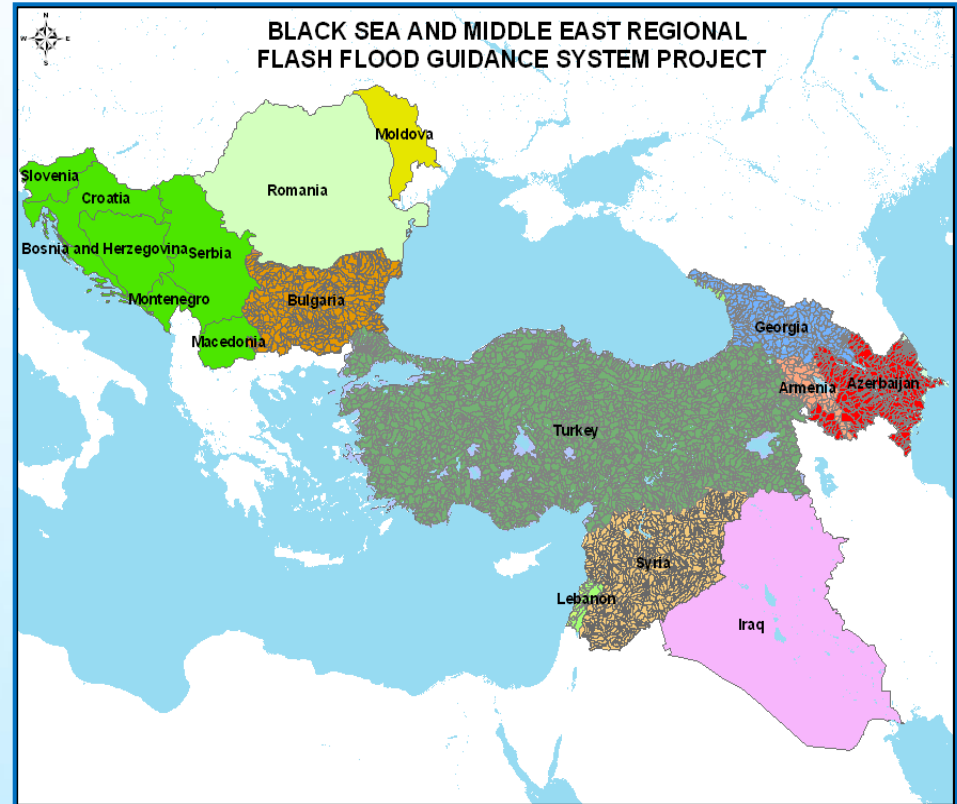 N
W E
S
BLACK SEA AND MIDDLE EAST REGIONAL
FLASH FLOOD GUIDANCE SYSTEM PROJECT
Moldova
Slovenia
Romania
Croatia
Bosnia and Herzegovina
Serbia
Montenegro
Bulgaria
Georgia
Macedonia
Armenia
Azerbaijan
Turkey
Syria
Lebanon
Iraq